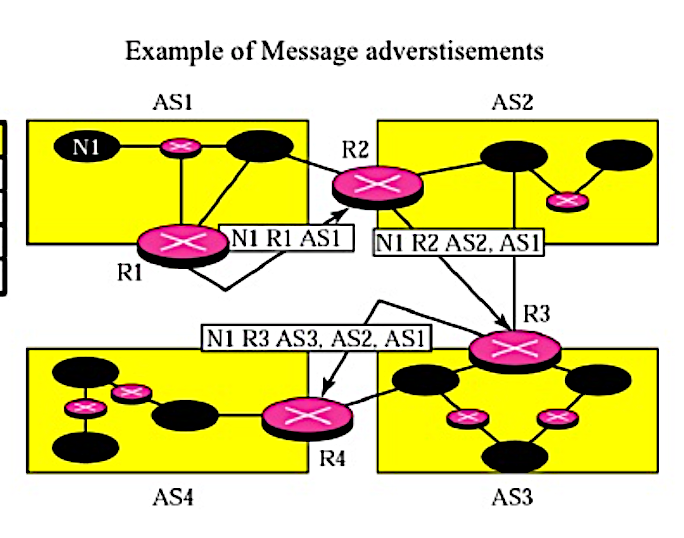 Example of Message adverstisements
AS1
AS2
N1
R2
N1 R1 AS1
N1 R2 AS2, AS1
R1
R3
N1 R3 AS3, AS2, AS1
R4
AS4
AS3